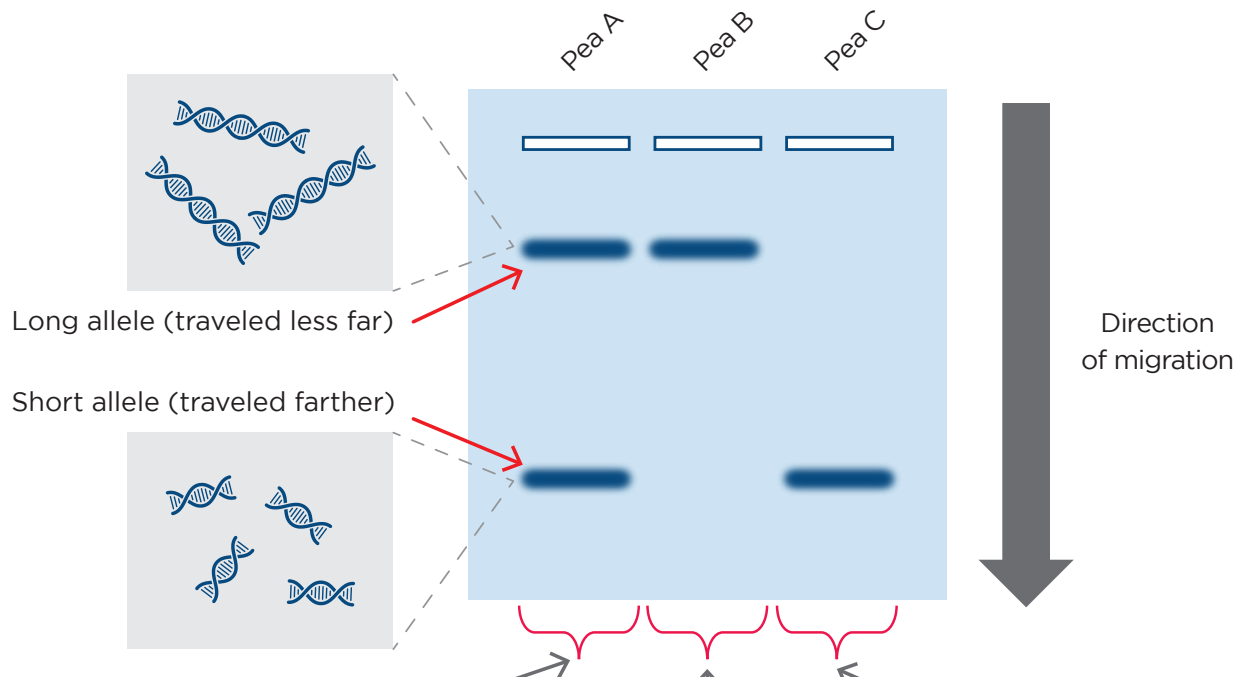 Pea A
Pea B
Pea C
Long allele (traveled less far)
Short allele (traveled farther)
Direction
of migration